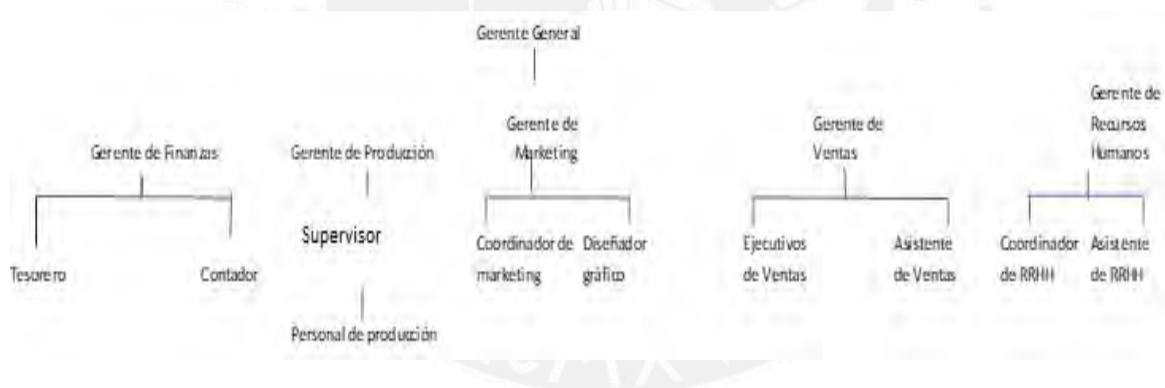 Gerente General
Gerente de Finanzas
Gerente de Producción
Gerente de
Marketing
Gerente de
Ventas
Gerente de
Recursos
Humanos
Tesorero
Contador
Supervisor
Personal de producción
Coordinador de
marketing
Diseñador
gráfico
Ejecutivos
de Ventas
Asistente
de Ventas
Coordinador
de RRHH
Asistente
de RRHH